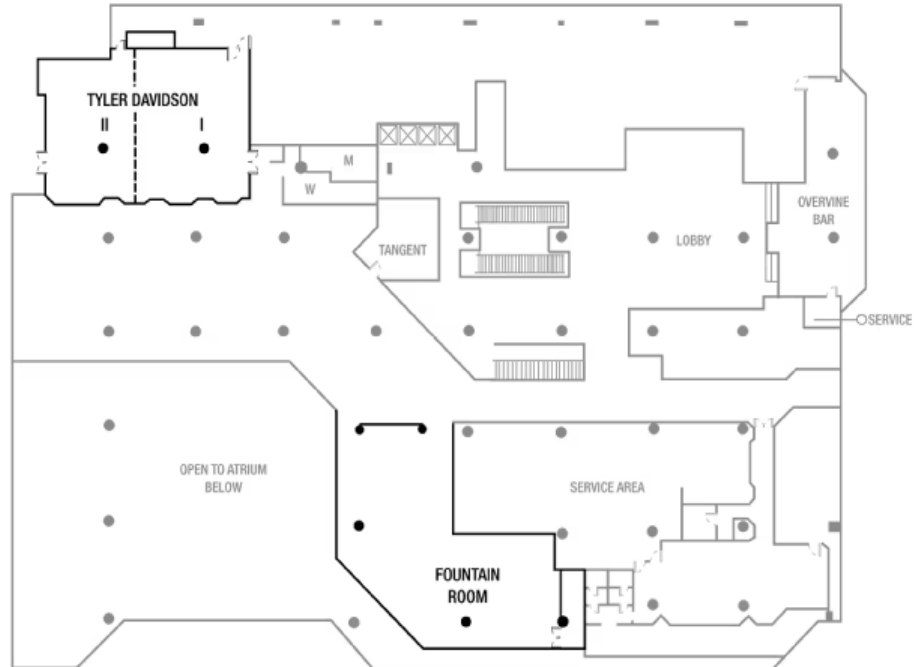 TYLER DAVIDSON
II
I
M
W
TANGENT
LOBBY
OVERVINE
BAR
SERVICE
OPEN TO ATRIUM
BELOW
SERVICE AREA
FOUNTAIN
ROOM